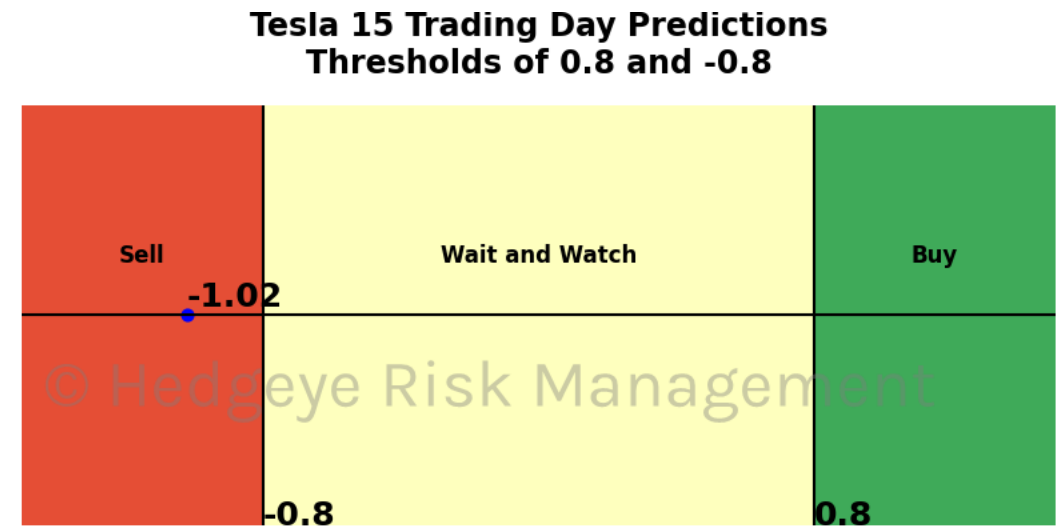 Tesla 15 Trading Day Predictions
Thresholds of 0.8 and -0.8
Sell
Wait and Watch
Buy
-1.02
© Hedgeye Risk Management
-0.8
0.8